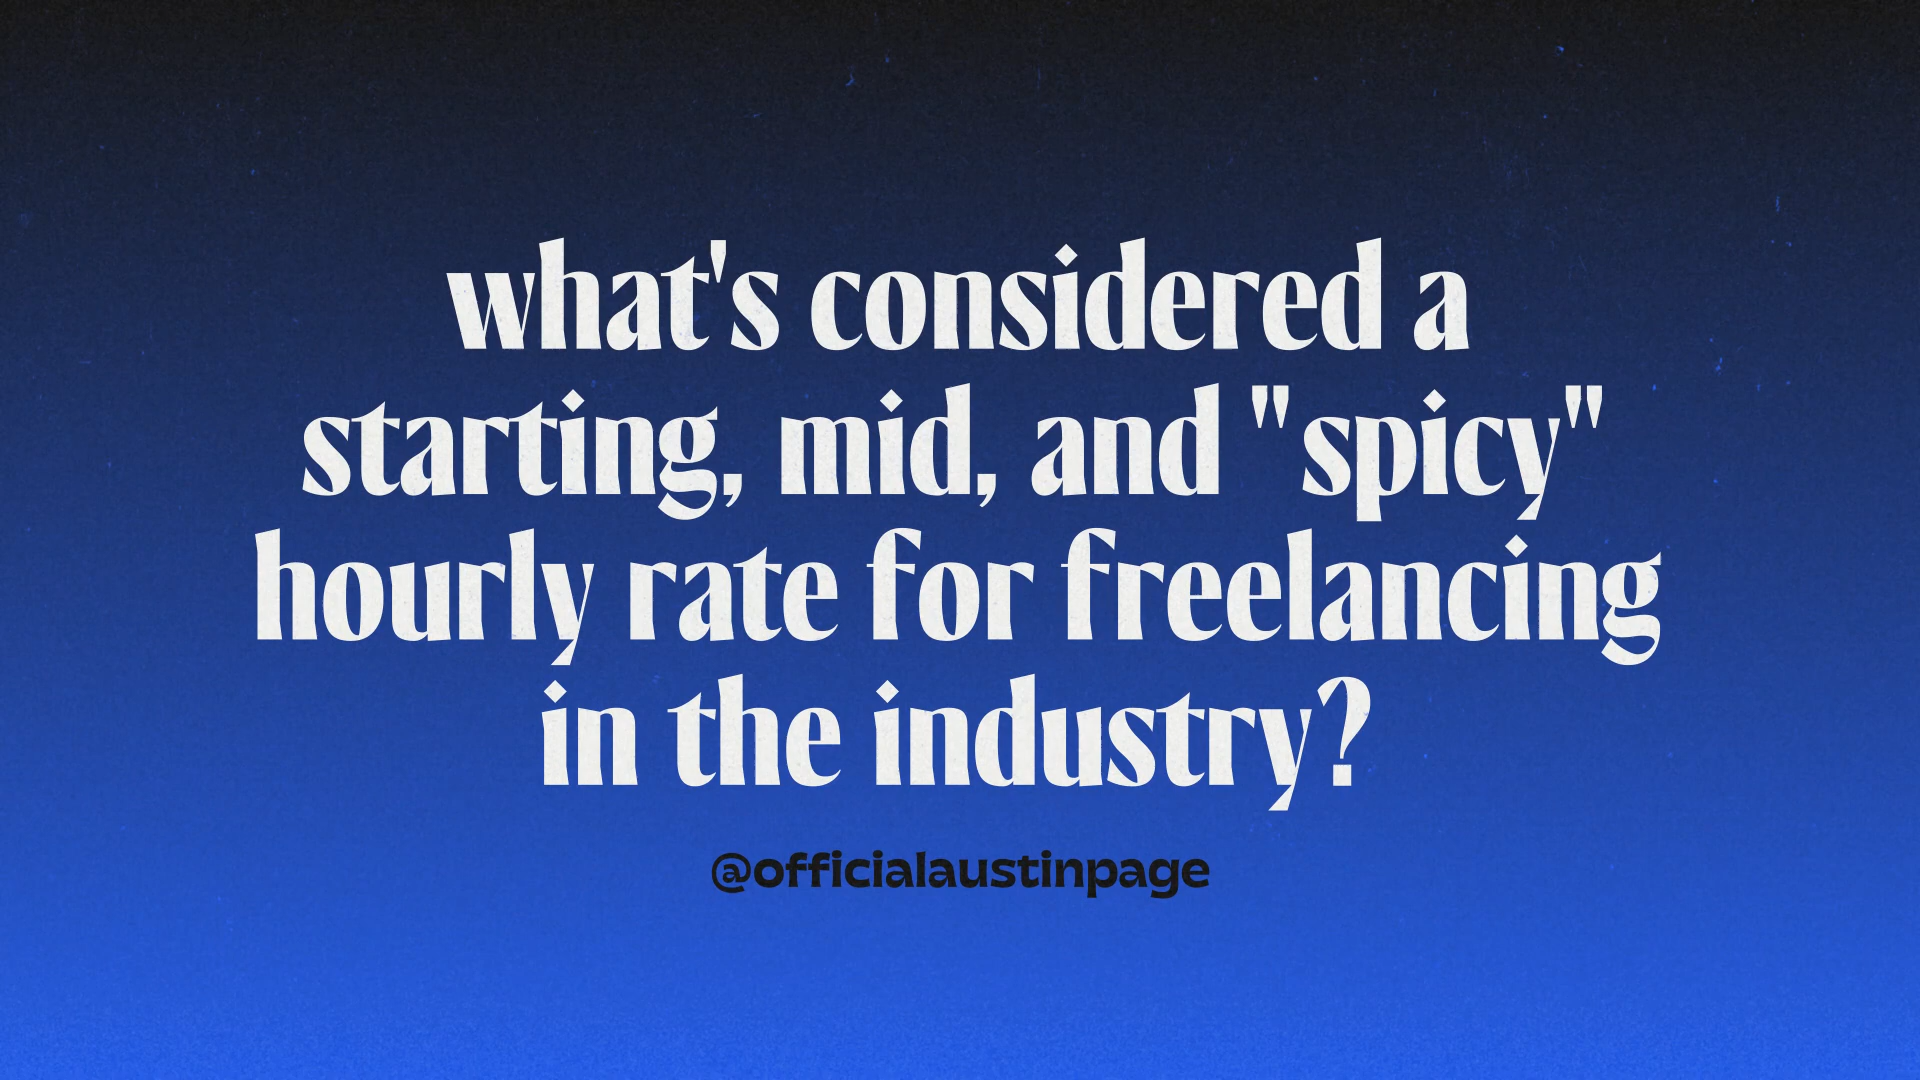 what's considered a
starting, mid, and "spicy"
hourly rate for freelancing
in the industry?
@officialaustinpage